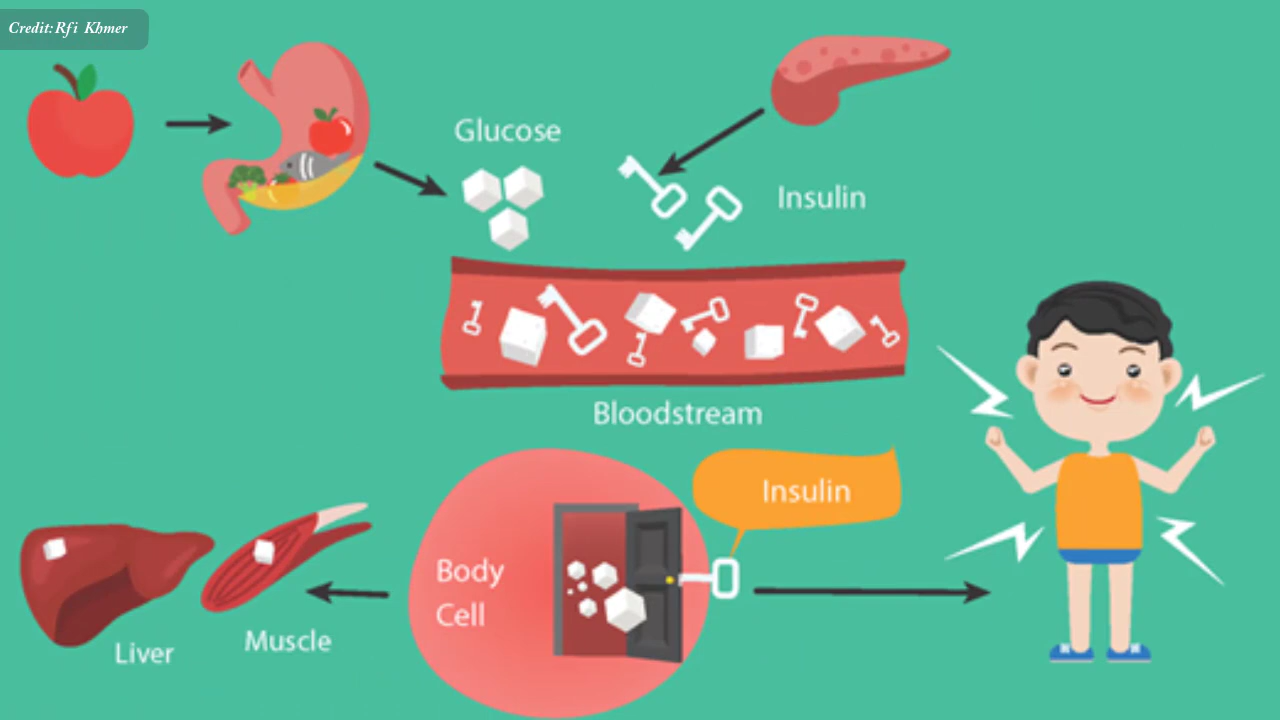 Credit:Rfi Khmer
Glucose
Insulin
Bloodstream
Insulin
Body
Cell
Liver
Muscle